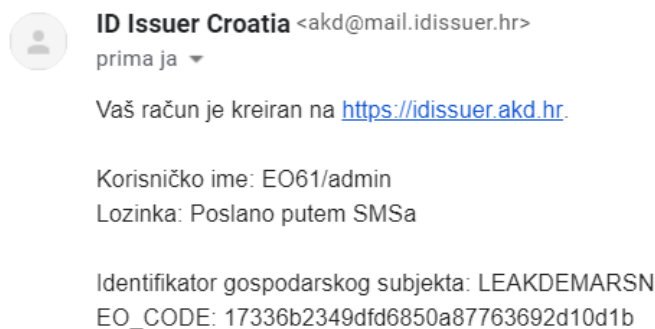 ID Issuer Croatia <akd@mail.idissuer.hr>
prima ja
Vaš račun je kreiran na https://idissuer.akd.hr.
Korisničko ime: EO61/admin
Lozinka: Poslano putem SMSa
Identifikator gospodarskog subjekta: LEAKDEMARSN
EO_CODE: 17336b2349dfd6850a87763692d10d1b